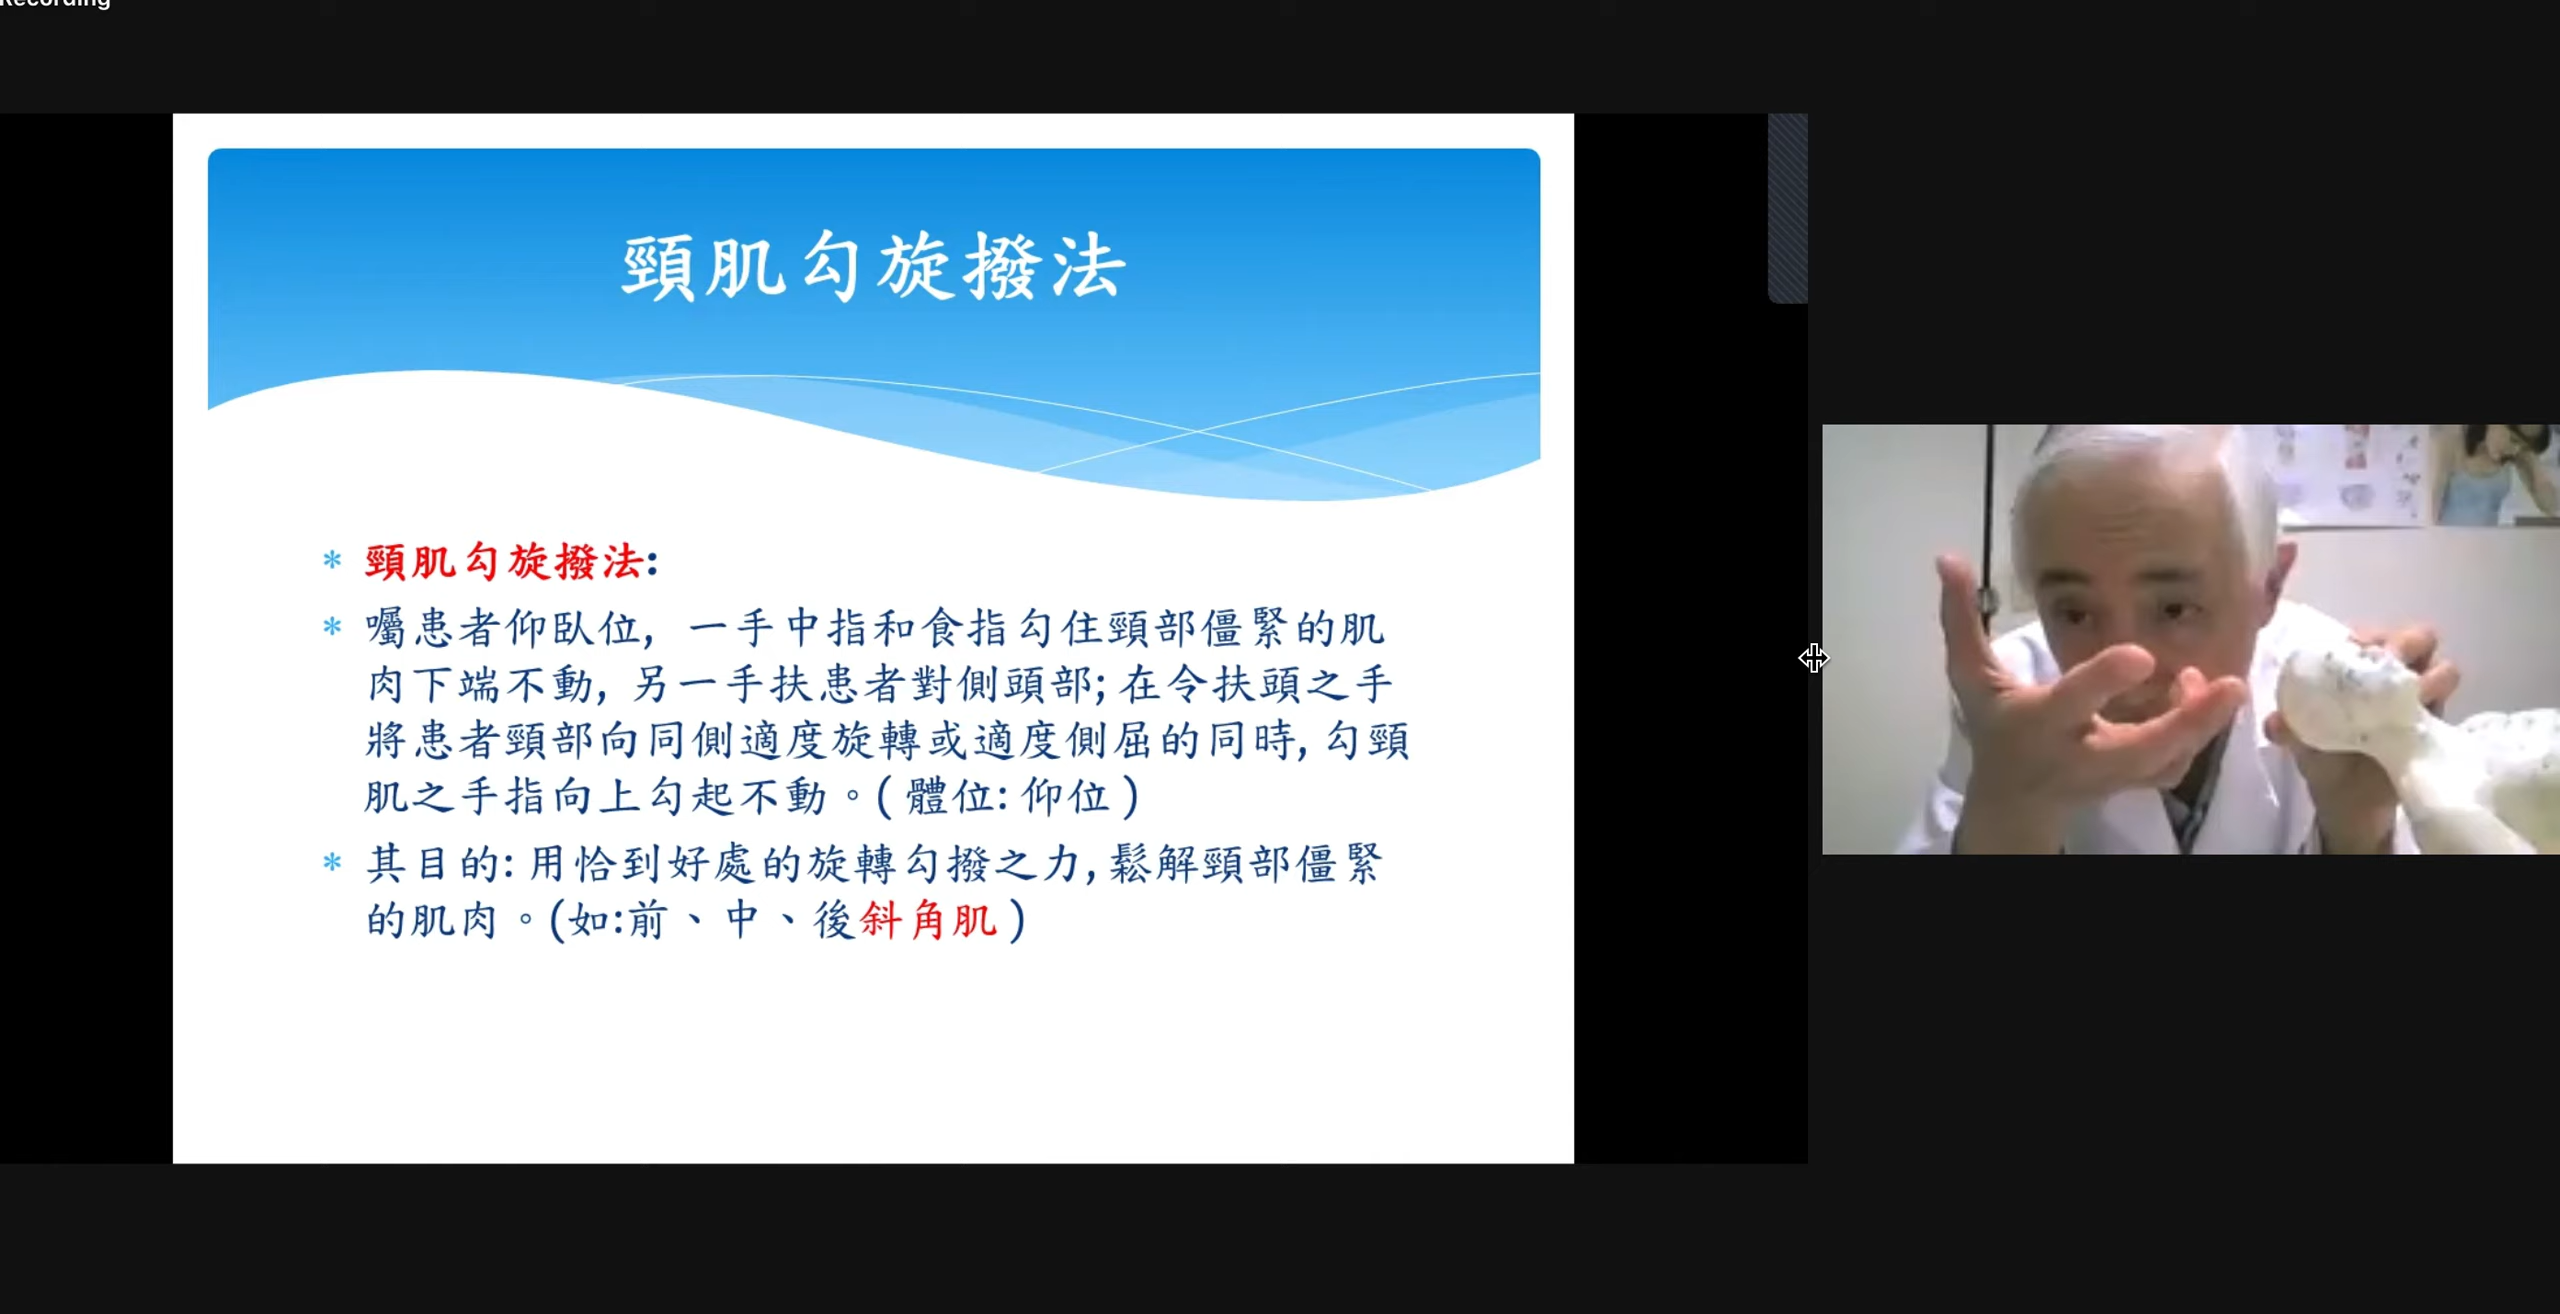 Recording
頸肌勾旋撥法
* 頸肌勾旋撥法:
* 囑患者仰臥位, 一手中指和食指勾住頸部僵緊的肌
肉下端不動, 另一手扶患者對側頭部; 在令扶頭之手
將患者頸部向同側適度旋轉或適度側屈的同時, 勾頸
肌之手指向上勾起不動。( 體位: 仰位 )
* 其目的: 用恰到好處的旋轉勾撥之力, 鬆解頸部僵緊
的肌肉。(如:前、中、後斜角肌 )